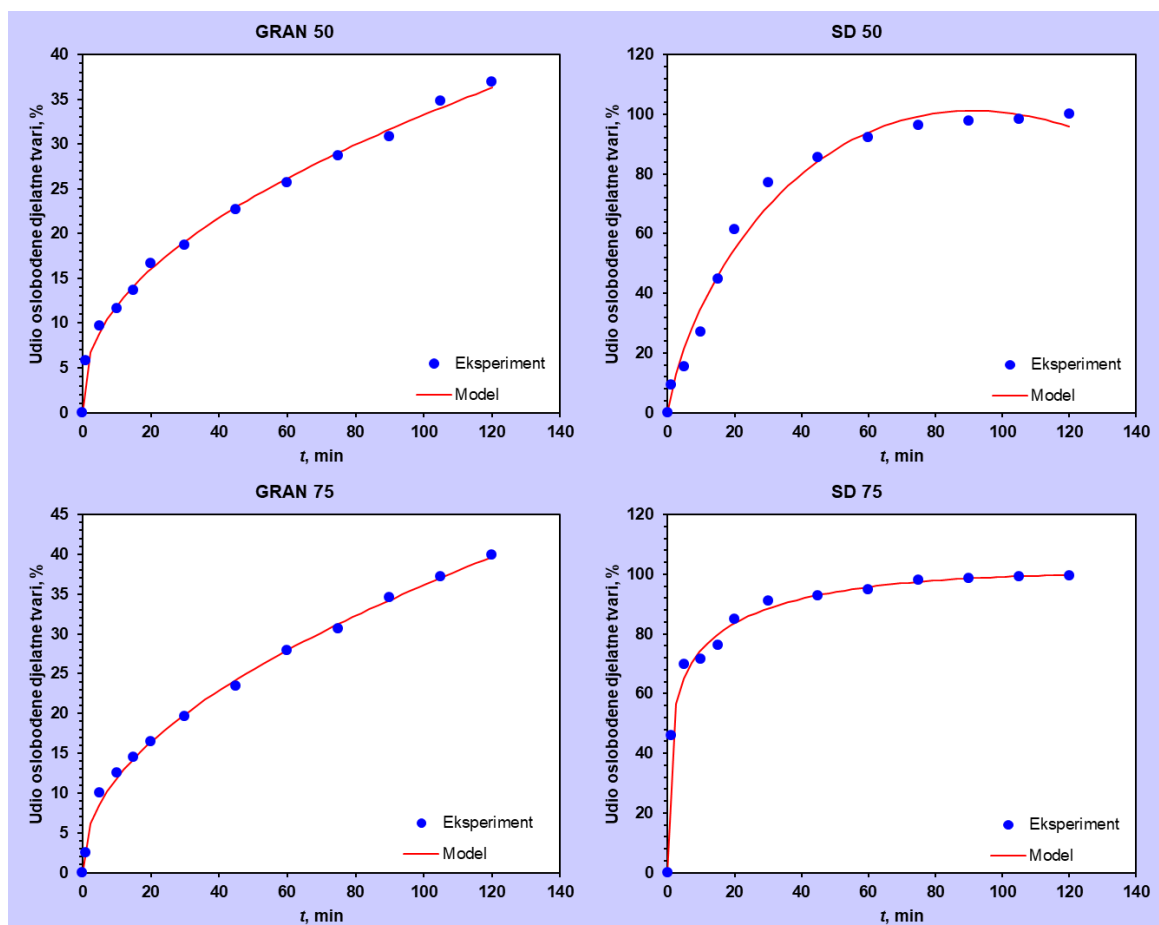 GRAN 50
Udio oslobođene djelatne tvari, %
40
35
30
25
20
15
10
5
0
0 20 40 60 80 100 120 140
t, min
Eksperiment
Model
SD 50
Udio oslobođene djelatne tvari, %
120
100
80
60
40
20
0
0 20 40 60 80 100 120 140
t, min
Eksperiment
Model
GRAN 75
Udio oslobođene djelatne tvari, %
45
40
35
30
25
20
15
10
5
0
0 20 40 60 80 100 120 140
t, min
Eksperiment
Model
SD 75
Udio oslobođene djelatne tvari, %
120
100
80
60
40
20
0
0 20 40 60 80 100 120 140
t, min
Eksperiment
Model